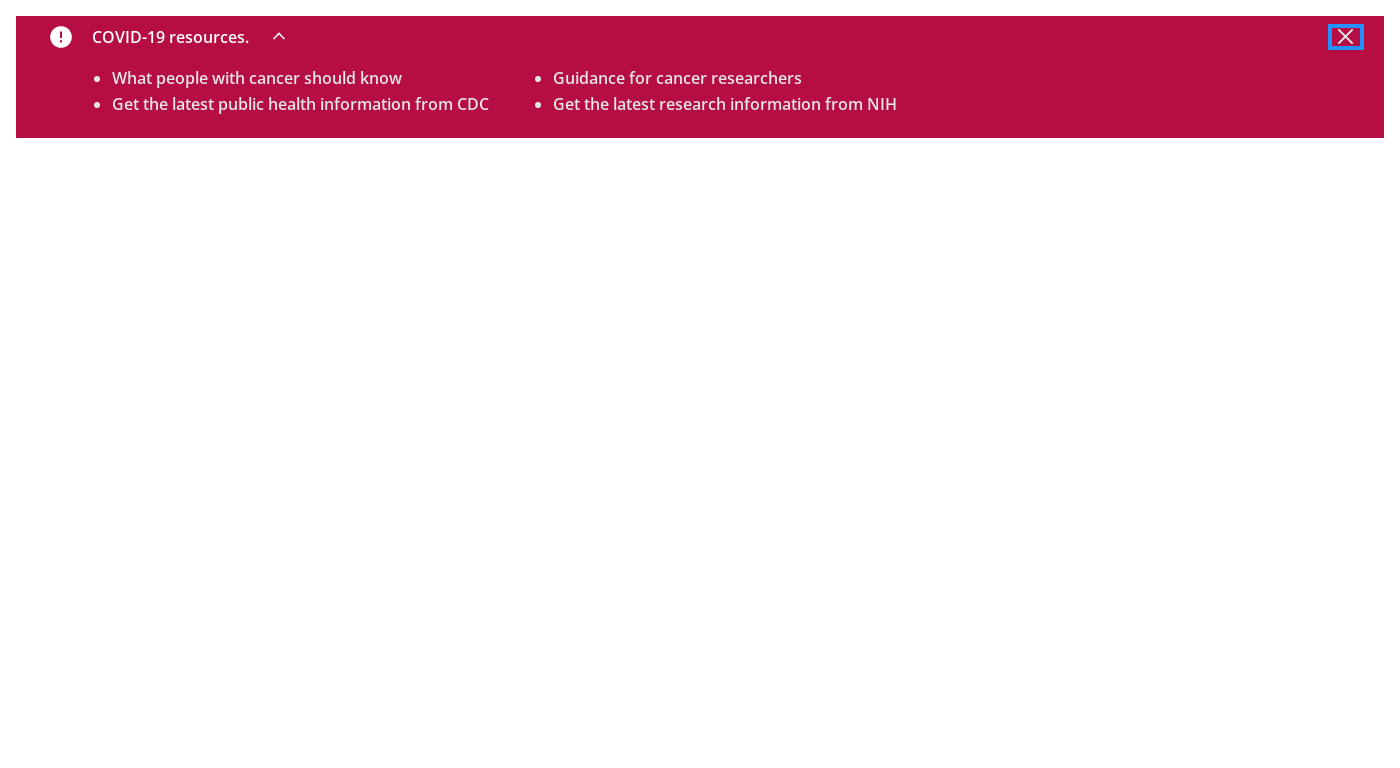 COVID-19 resources.
What people with cancer should know
Get the latest public health information from CDC
Guidance for cancer researchers
Get the latest research information from NIH